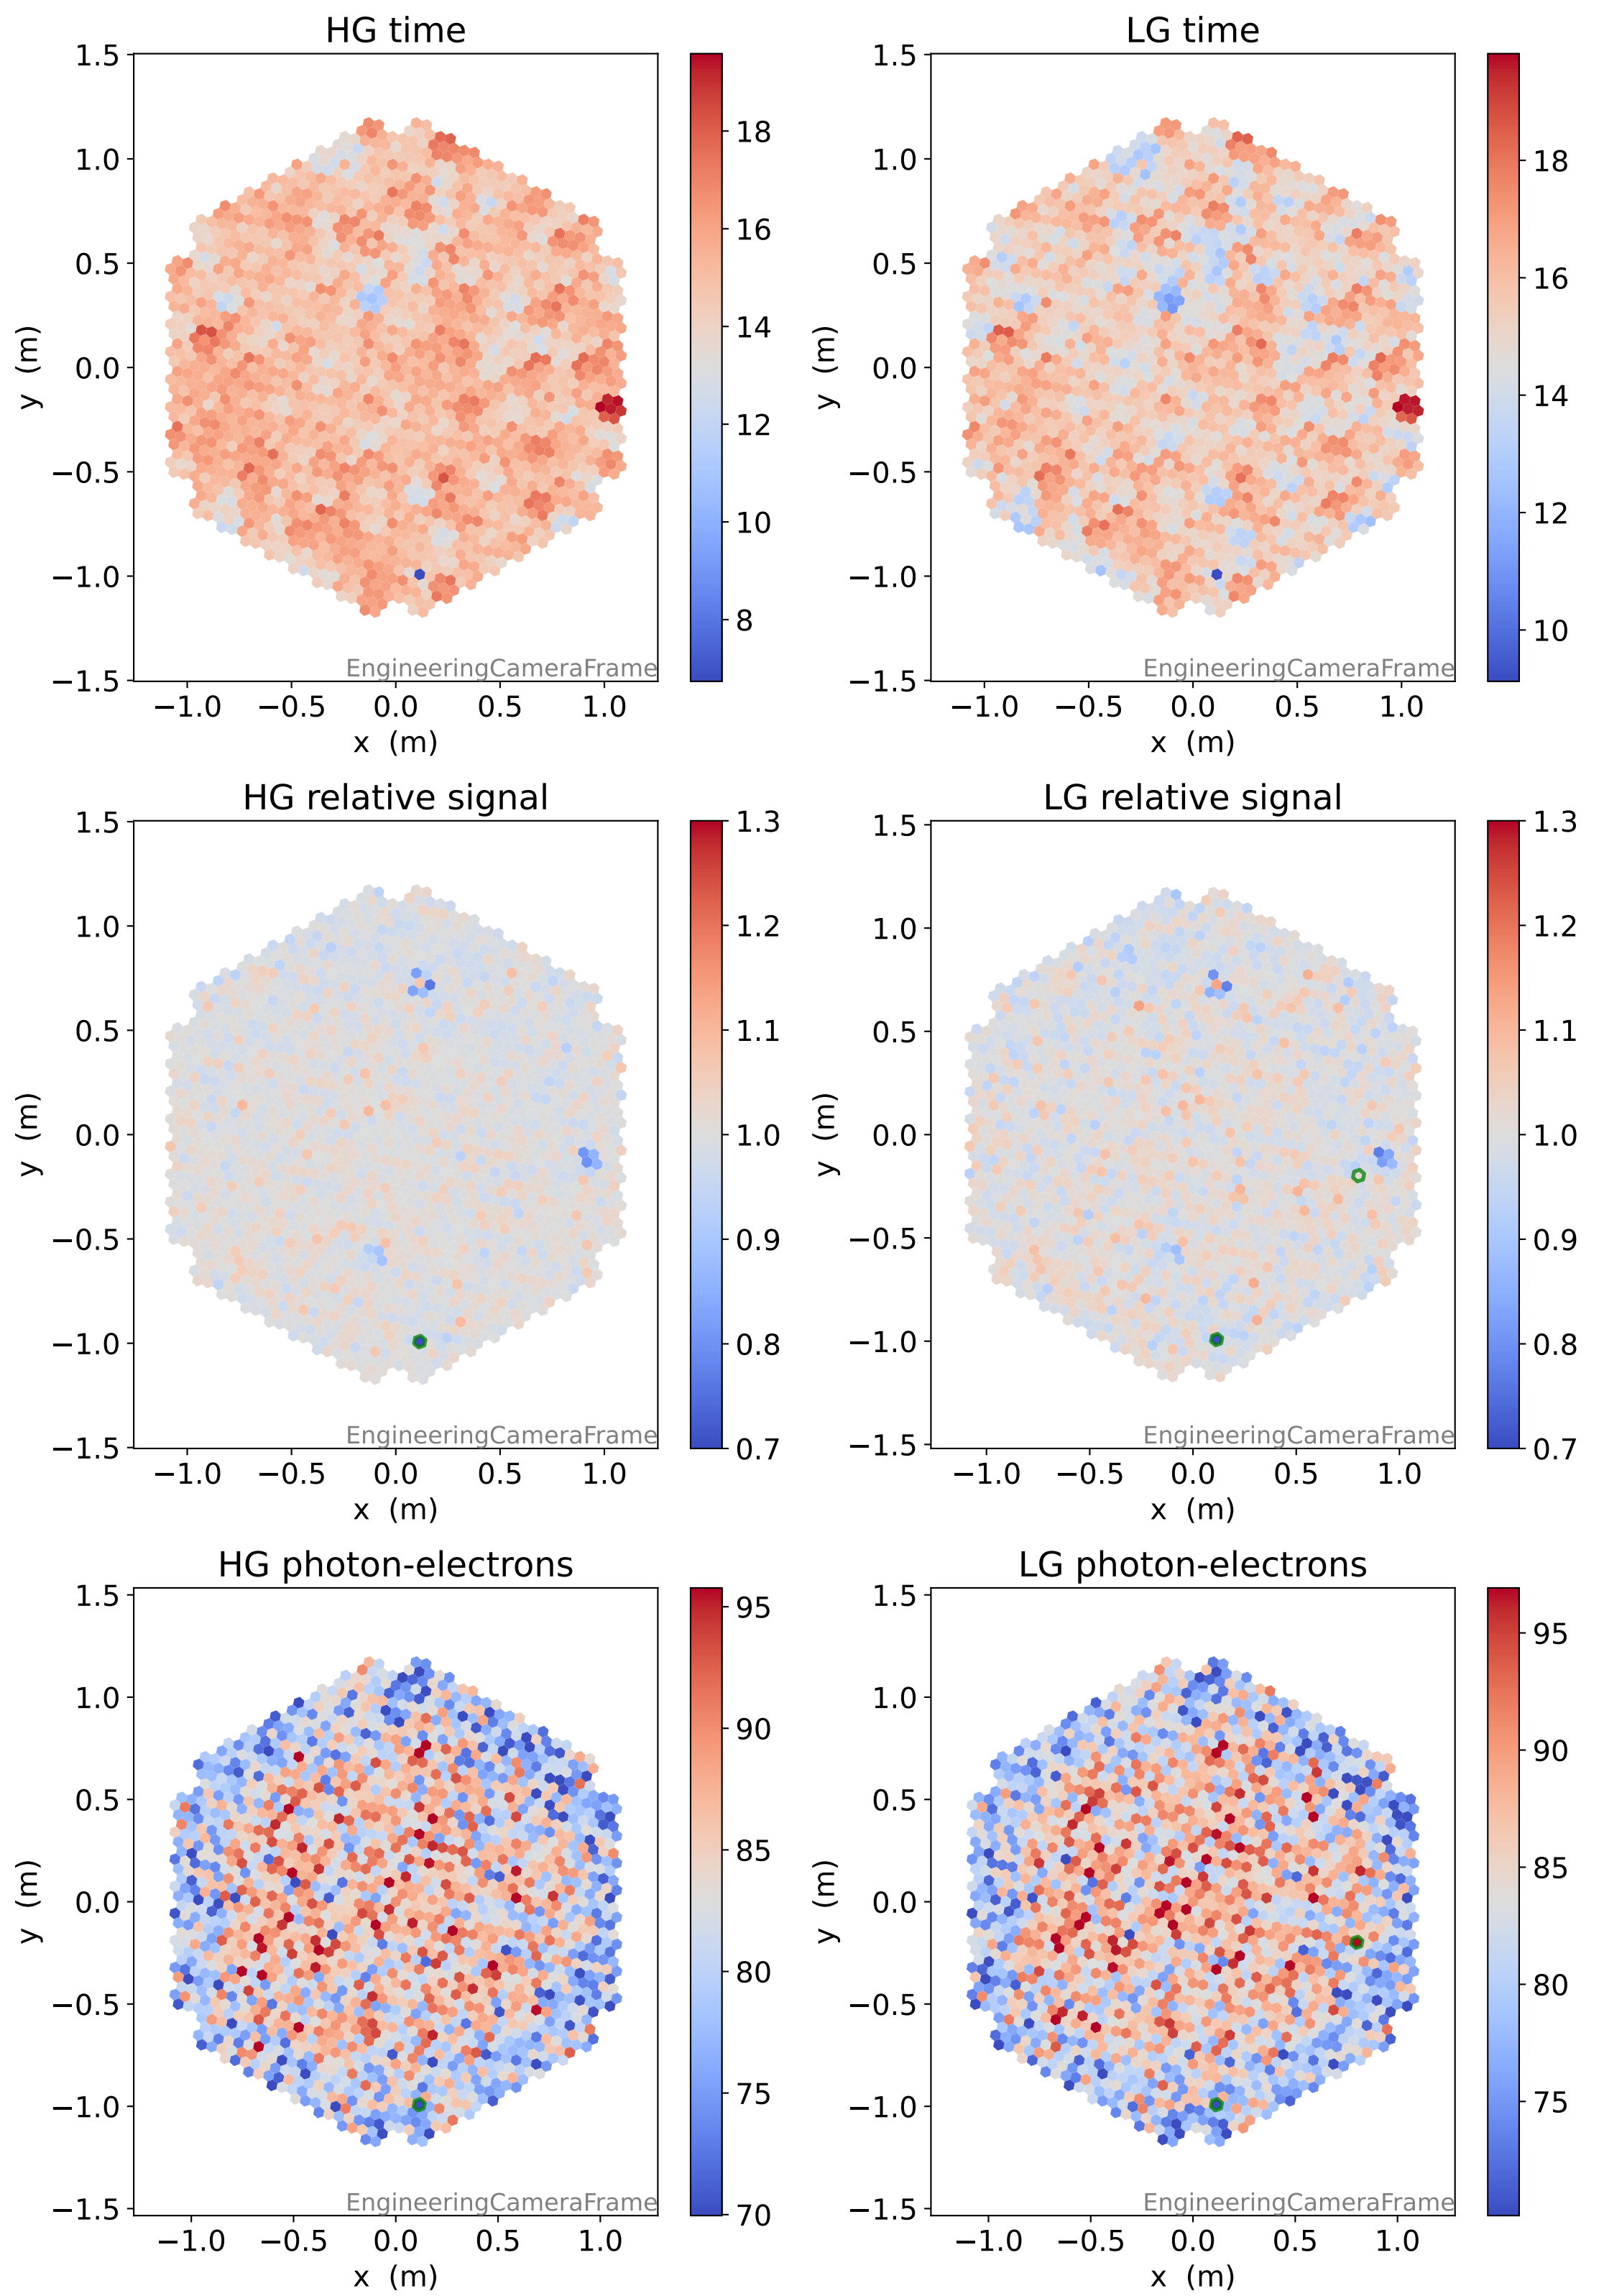 HG time
1.5
1.0
0.5
0.0
−0.5
−1.0
−1.5
y (m)
−1.0 −0.5 0.0 0.5 1.0
x (m)
EngineeringCameraFrame
18
16
14
12
10
8
LG time
1.5
1.0
0.5
0.0
−0.5
−1.0
−1.5
y (m)
−1.0 −0.5 0.0 0.5 1.0
x (m)
EngineeringCameraFrame
18
16
14
12
10
HG relative signal
1.5
1.0
0.5
0.0
−0.5
−1.0
−1.5
y (m)
−1.0 −0.5 0.0 0.5 1.0
x (m)
EngineeringCameraFrame
1.3
1.2
1.1
1.0
0.9
0.8
0.7
LG relative signal
1.5
1.0
0.5
0.0
−0.5
−1.0
−1.5
y (m)
−1.0 −0.5 0.0 0.5 1.0
x (m)
EngineeringCameraFrame
1.3
1.2
1.1
1.0
0.9
0.8
0.7
HG photon-electrons
1.5
1.0
0.5
0.0
−0.5
−1.0
−1.5
y (m)
−1.0 −0.5 0.0 0.5 1.0
x (m)
EngineeringCameraFrame
95
90
85
80
75
70
LG photon-electrons
1.5
1.0
0.5
0.0
−0.5
−1.0
−1.5
y (m)
−1.0 −0.5 0.0 0.5 1.0
x (m)
EngineeringCameraFrame
95
90
85
80
75